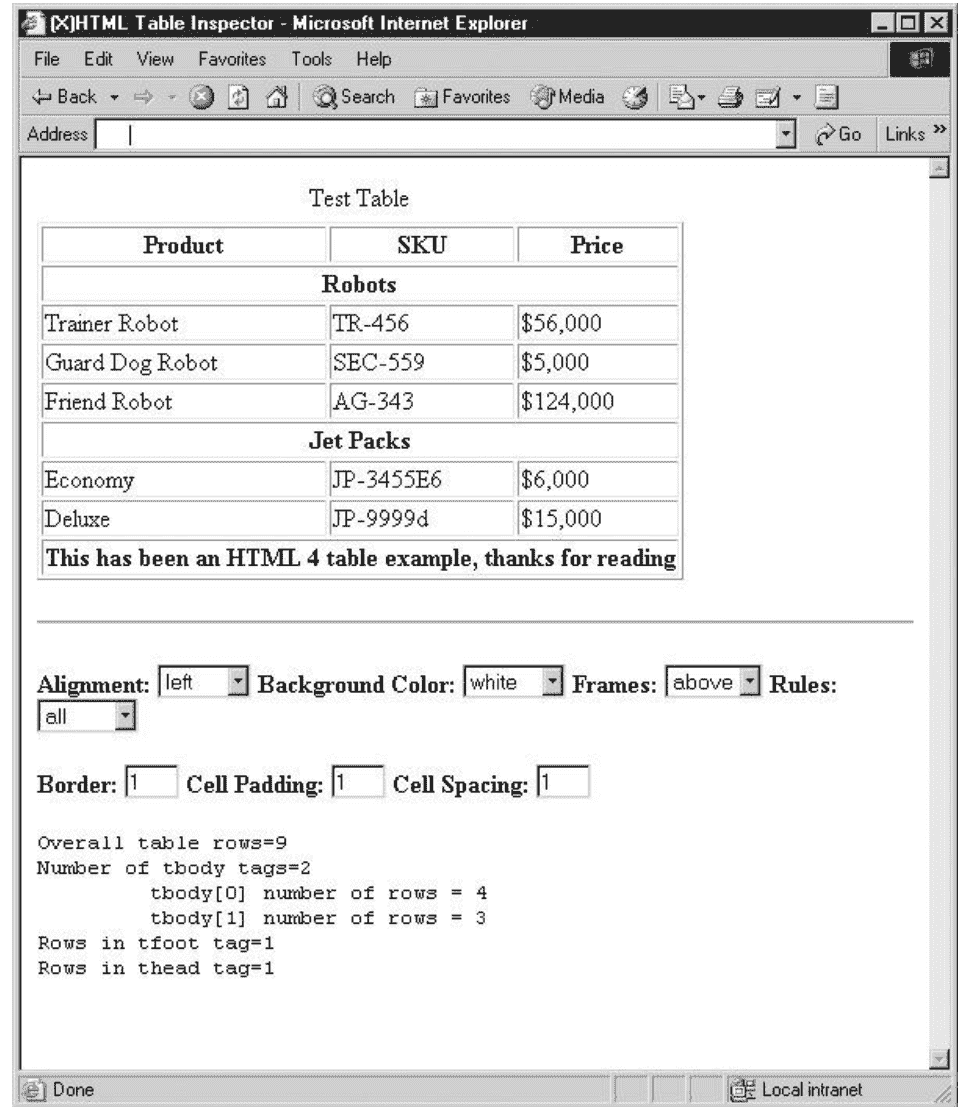 (X)HTML Table Inspector - Microsoft Internet Explorer
File Edit View Favorites Tools Help
Back Search Favorites Media
Address Go Links »
Test Table
Product SKU Price
Robots
Trainer Robot TR-456 $56,000
Guard Dog Robot SEC-559 $5,000
Friend Robot AG-343 $124,000
Jet Packs
Economy JP-3455E6 $6,000
Deluxe JP-9999d $15,000
This has been an HTML 4 table example, thanks for reading
Alignment: left Background Color: white Frames: above Rules:
all
Border: 1 Cell Padding: 1 Cell Spacing: 1
Overall table rows=9
Number of tbody tags=2
tbody[0] number of rows = 4
tbody[1] number of rows = 3
Rows in tfoot tag=1
Rows in thead tag=1
Done Local intranet